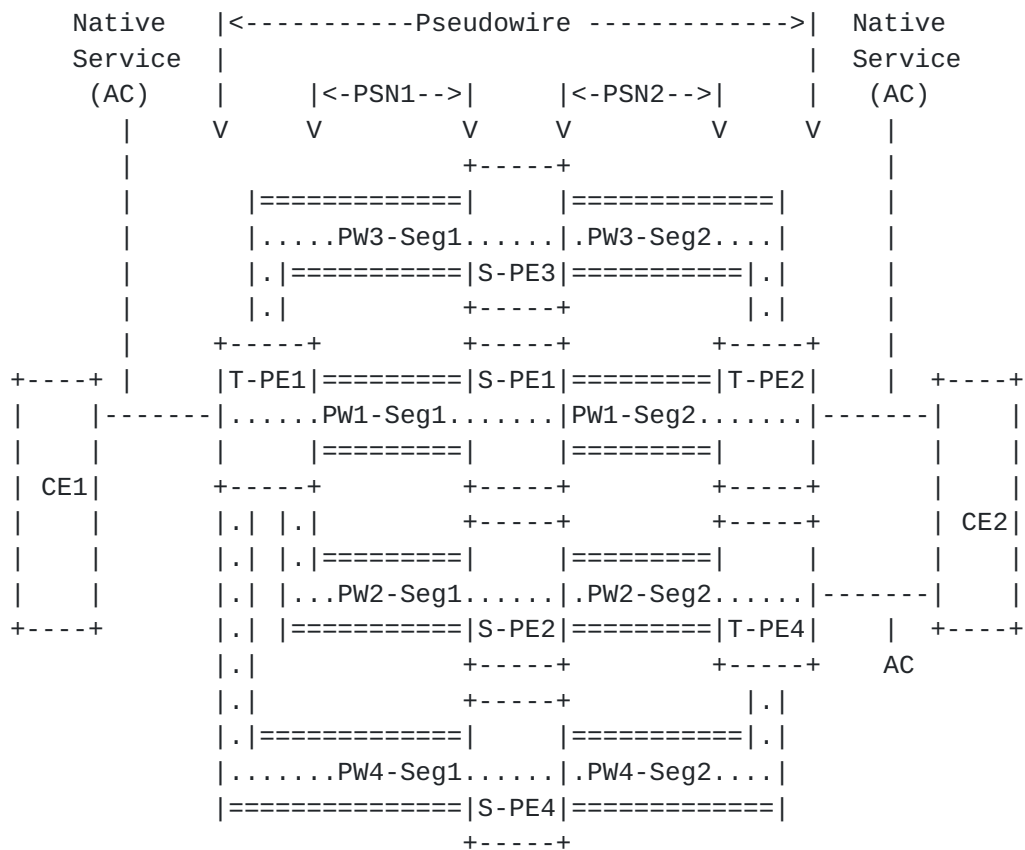 Native   |<-----------Pseudowire ------------>|  Native
     Service  |                                    |  Service
      (AC)    |     |<-PSN1-->|     |<-PSN2-->|    |   (AC)
        |     V     V         V     V         V    V     |
        |                     +-----+                    |
        |       |=============|     |=============|      |
        |       |.....PW3-Seg1......|.PW3-Seg2....|      |
        |       |.|===========|S-PE3|===========|.|      |
        |       |.|           +-----+           |.|      |
        |     +-----+         +-----+         +-----+    |
+----+  |     |T-PE1|=========|S-PE1|=========|T-PE2|    |  +----+
|    |-------|......PW1-Seg1.......|PW1-Seg2.......|-------|    |
|    |        |     |=========|     |=========|     |       |    |
| CE1|        +-----+         +-----+         +-----+       |    |
|    |        |.| |.|         +-----+         +-----+       | CE2|
|    |        |.| |.|=========|     |=========|     |       |    |
|    |        |.| |...PW2-Seg1......|.PW2-Seg2......|-------|    |
+----+        |.| |===========|S-PE2|=========|T-PE4|    |  +----+
              |.|             +-----+         +-----+    AC
              |.|             +-----+           |.|
              |.|=============|     |===========|.|
              |.......PW4-Seg1......|.PW4-Seg2....|
              |===============|S-PE4|=============|
                              +-----+